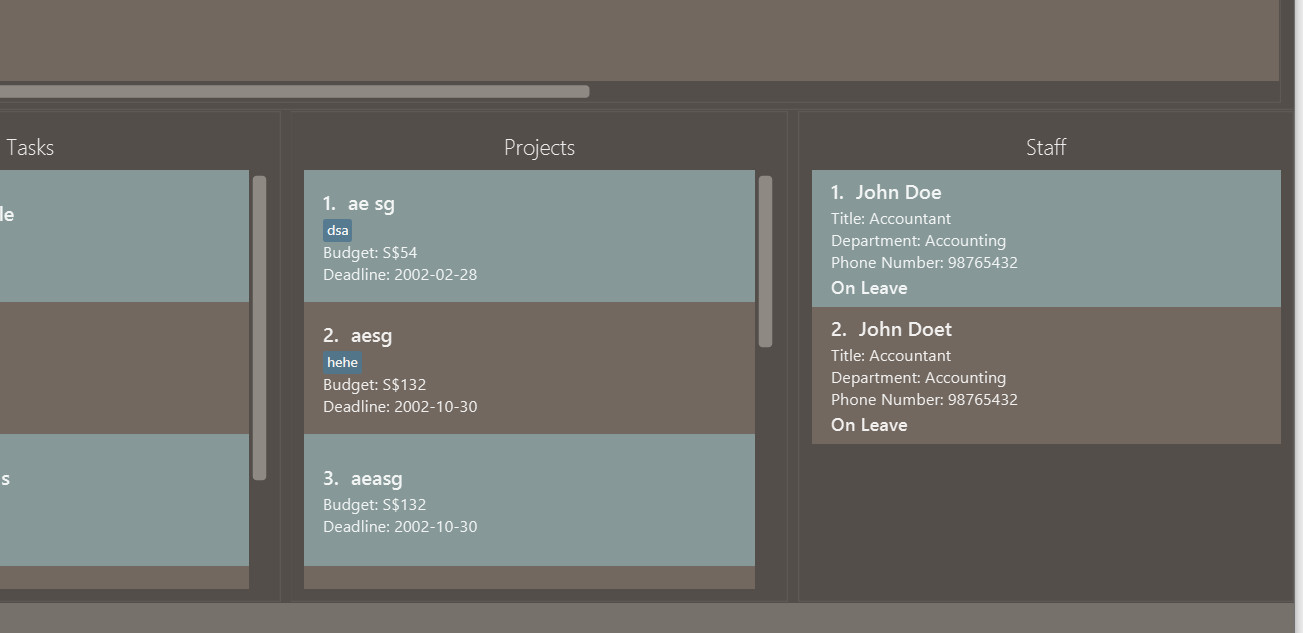 Tasks
le
s
Projects
1. ae sg
dsa
Budget: S$54
Deadline: 2002-02-28
2. aesg
hehe
Budget: S$132
Deadline: 2002-10-30
3. aeasg
Budget: S$132
Deadline: 2002-10-30
Staff
1. John Doe
Title: Accountant
Department: Accounting
Phone Number: 98765432
On Leave
2. John Doet
Title: Accountant
Department: Accounting
Phone Number: 98765432
On Leave